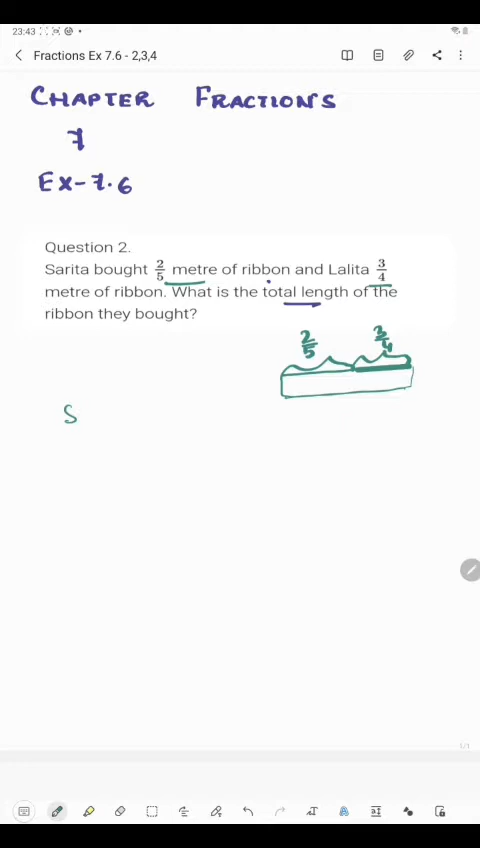 23:43
Fractions Ex 7.6 - 2,3,4
CHAPTER FRACTIONS
7
EX-7.6
Question 2.
Sarita bought 2/5 metre of ribbon and Lalita 3/4
metre of ribbon. What is the total length of the
ribbon they bought?
2/5 3/4
S
1/1